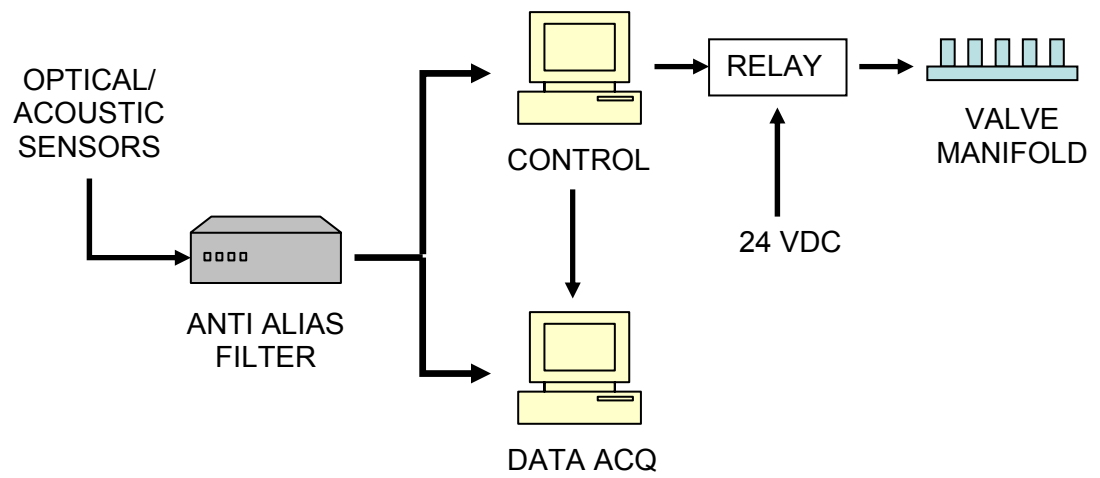 OPTICAL/
ACOUSTIC
SENSORS
ANTI ALIAS
FILTER
CONTROL
DATA ACQ
RELAY
24 VDC
VALVE
MANIFOLD